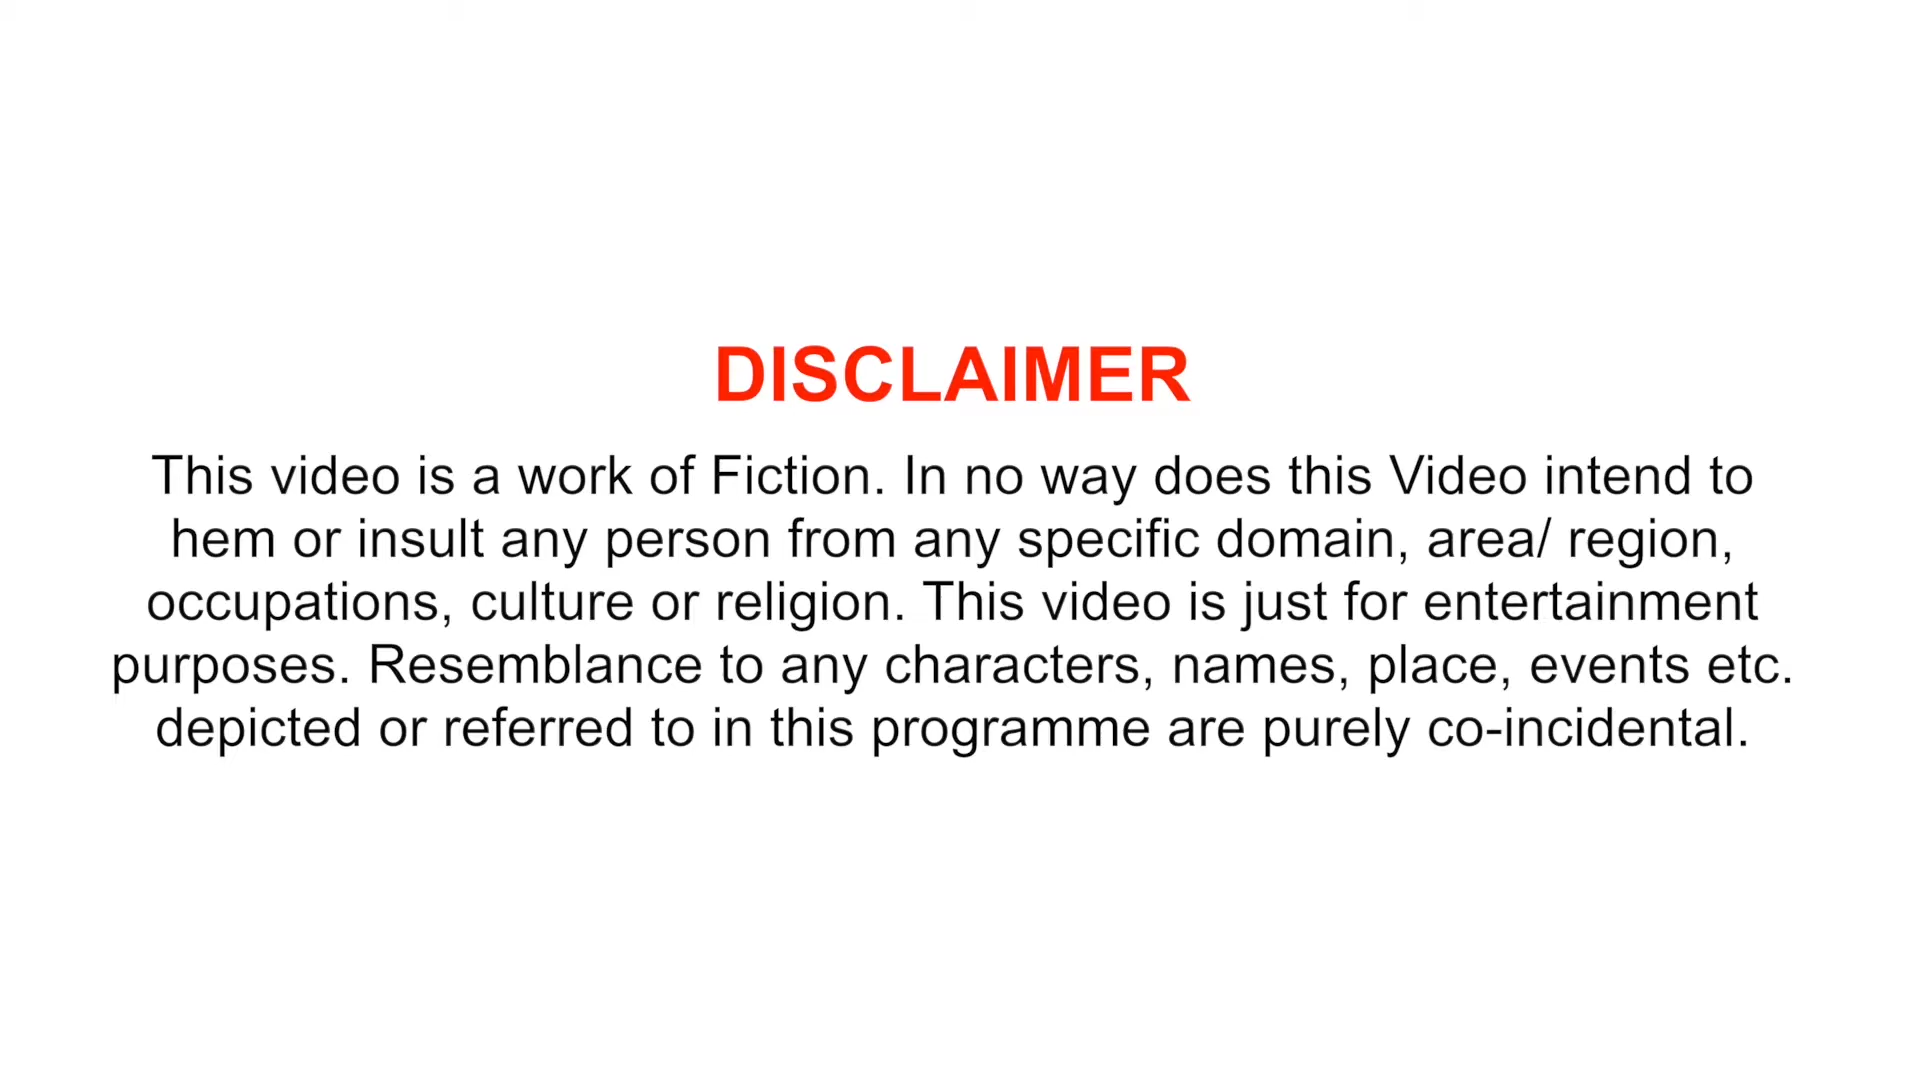 DISCLAIMER
This video is a work of Fiction. In no way does this Video intend to
hem or insult any person from any specific domain, area/ region,
occupations, culture or religion. This video is just for entertainment
purposes. Resemblance to any characters, names, place, events etc.
depicted or referred to in this programme are purely co-incidental.